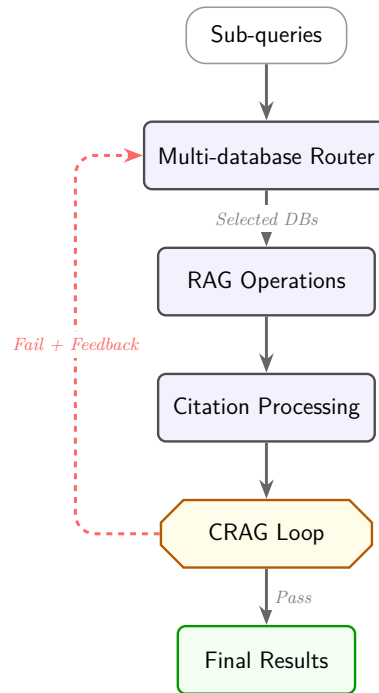 Sub-queries
Multi-database Router
Selected DBs
RAG Operations
Fail + Feedback
Citation Processing
CRAG Loop
Pass
Final Results